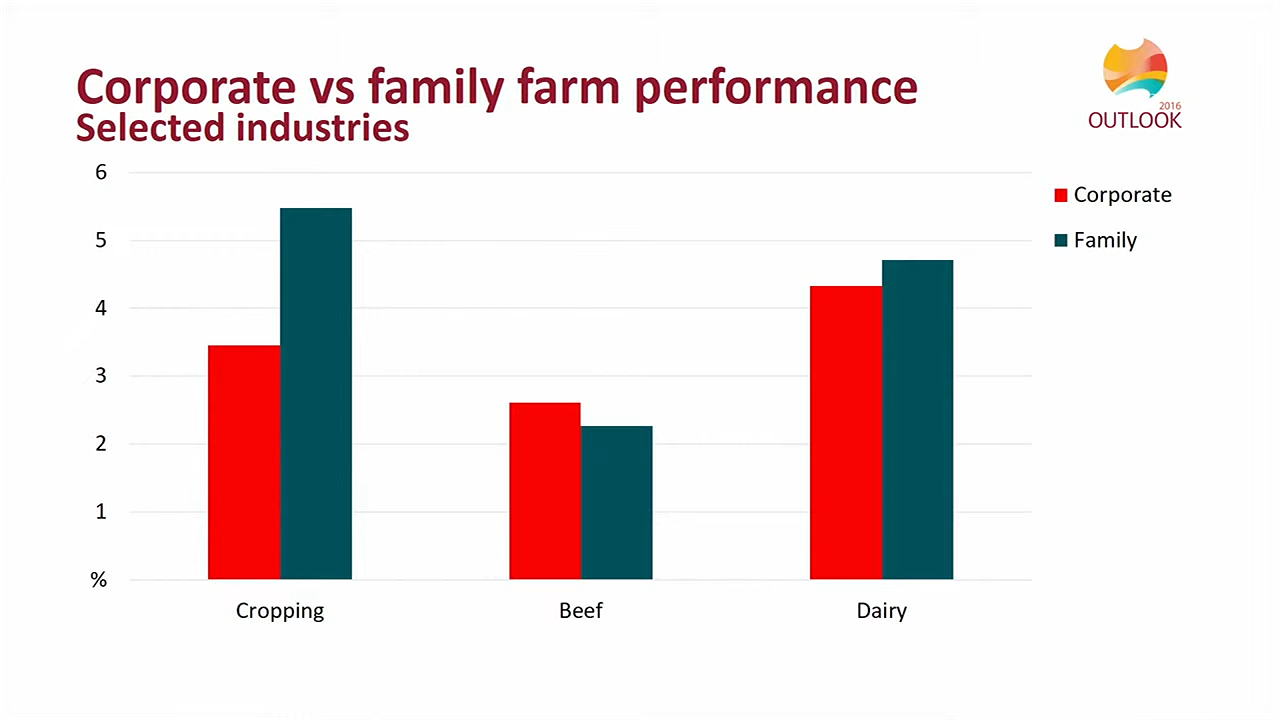 Corporate vs family farm performance
Selected industries
2016
OUTLOOK
6
5
4
3
2
1
%
Corporate
Family
Cropping
Beef
Dairy